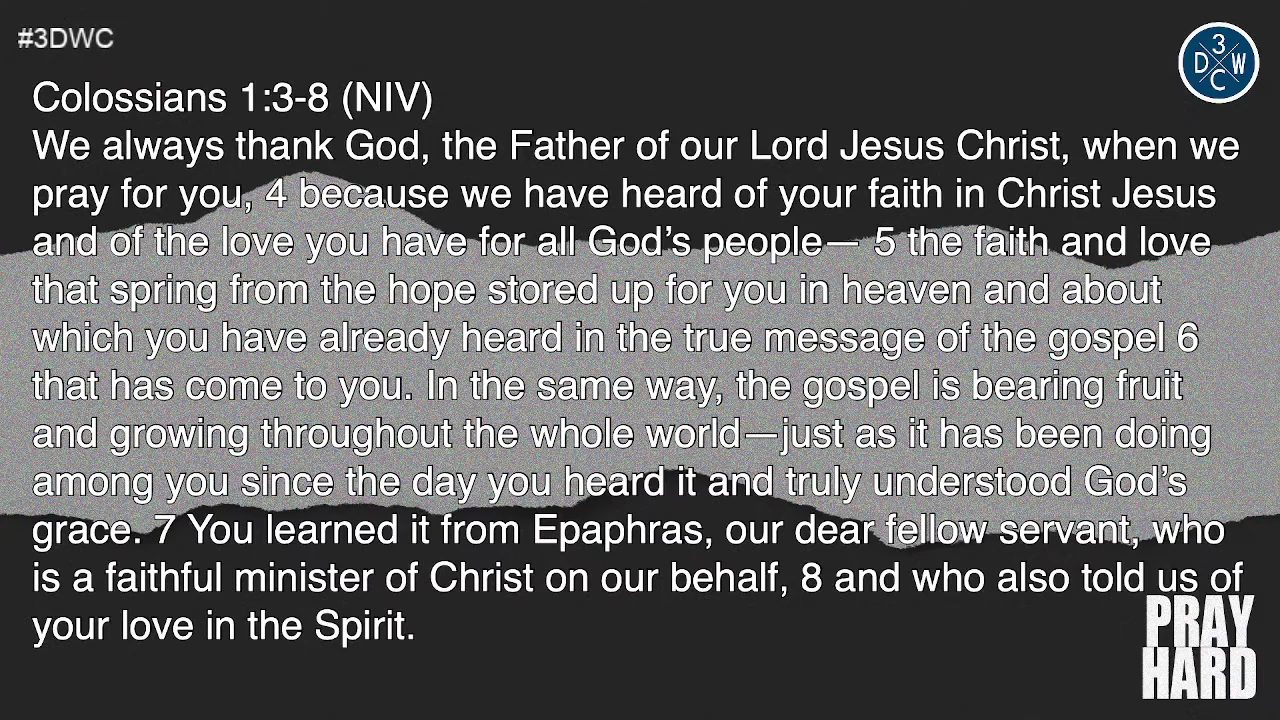 #3DWC
3
D W
C
Colossians 1:3-8 (NIV)
We always thank God, the Father of our Lord Jesus Christ, when we
pray for you, 4 because we have heard of your faith in Christ Jesus
and of the love you have for all God’s people— 5 the faith and love
that spring from the hope stored up for you in heaven and about
which you have already heard in the true message of the gospel 6
that has come to you. In the same way, the gospel is bearing fruit
and growing throughout the whole world—just as it has been doing
among you since the day you heard it and truly understood God’s
grace. 7 You learned it from Epaphras, our dear fellow servant, who
is a faithful minister of Christ on our behalf, 8 and who also told us of
your love in the Spirit.
PRAY
HARD